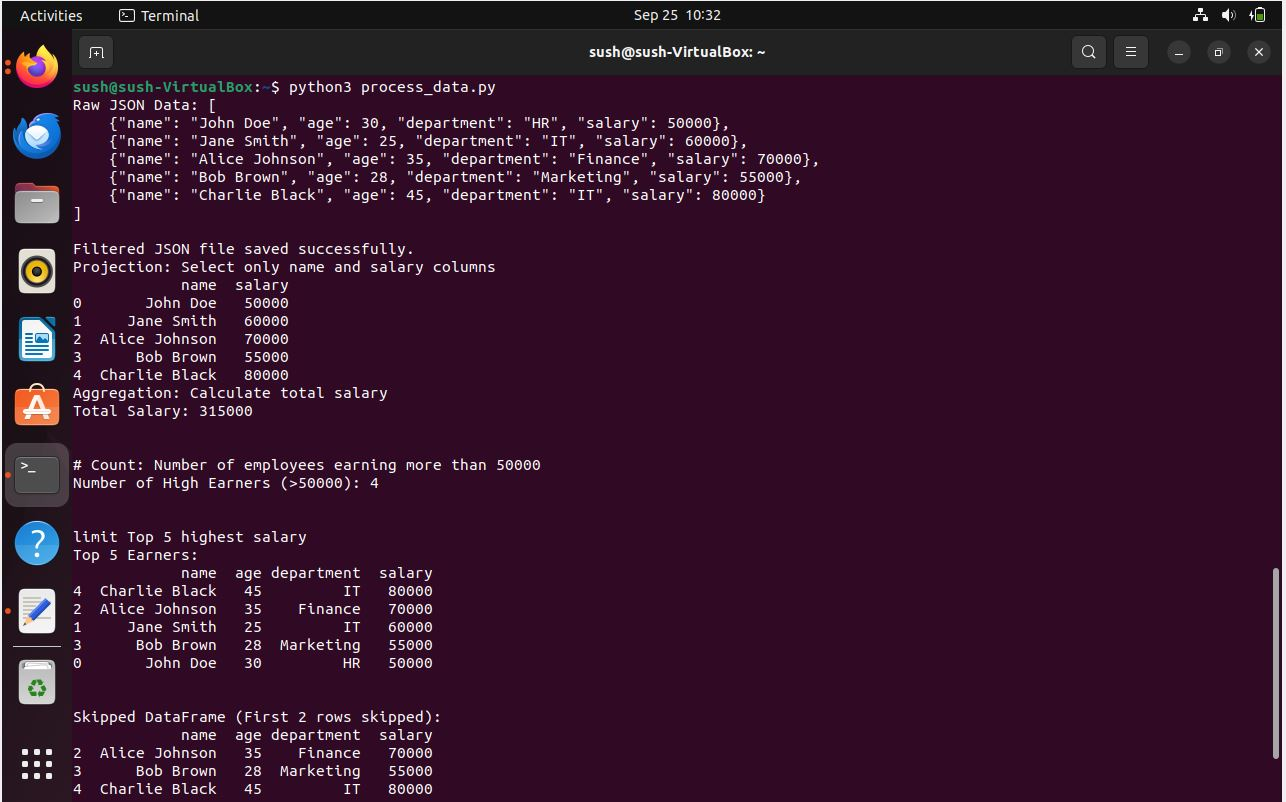 Activities Terminal Sep 25 10:32
sush@sush-VirtualBox: ~
sush@sush-VirtualBox:~$ python3 process_data.py
Raw JSON Data: [
    {"name": "John Doe", "age": 30, "department": "HR", "salary": 50000},
    {"name": "Jane Smith", "age": 25, "department": "IT", "salary": 60000},
    {"name": "Alice Johnson", "age": 35, "department": "Finance", "salary": 70000},
    {"name": "Bob Brown", "age": 28, "department": "Marketing", "salary": 55000},
    {"name": "Charlie Black", "age": 45, "department": "IT", "salary": 80000}
]
Filtered JSON file saved successfully.
Projection: Select only name and salary columns
            name  salary
0       John Doe   50000
1     Jane Smith   60000
2  Alice Johnson   70000
3      Bob Brown   55000
4  Charlie Black   80000
Aggregation: Calculate total salary
Total Salary: 315000
# Count: Number of employees earning more than 50000
Number of High Earners (>50000): 4
limit Top 5 highest salary
Top 5 Earners:
            name  age department  salary
4  Charlie Black   45         IT   80000
2  Alice Johnson   35    Finance   70000
1     Jane Smith   25         IT   60000
3      Bob Brown   28  Marketing   55000
0       John Doe   30         HR   50000
Skipped DataFrame (First 2 rows skipped):
            name  age department  salary
2  Alice Johnson   35    Finance   70000
3      Bob Brown   28  Marketing   55000
4  Charlie Black   45         IT   80000